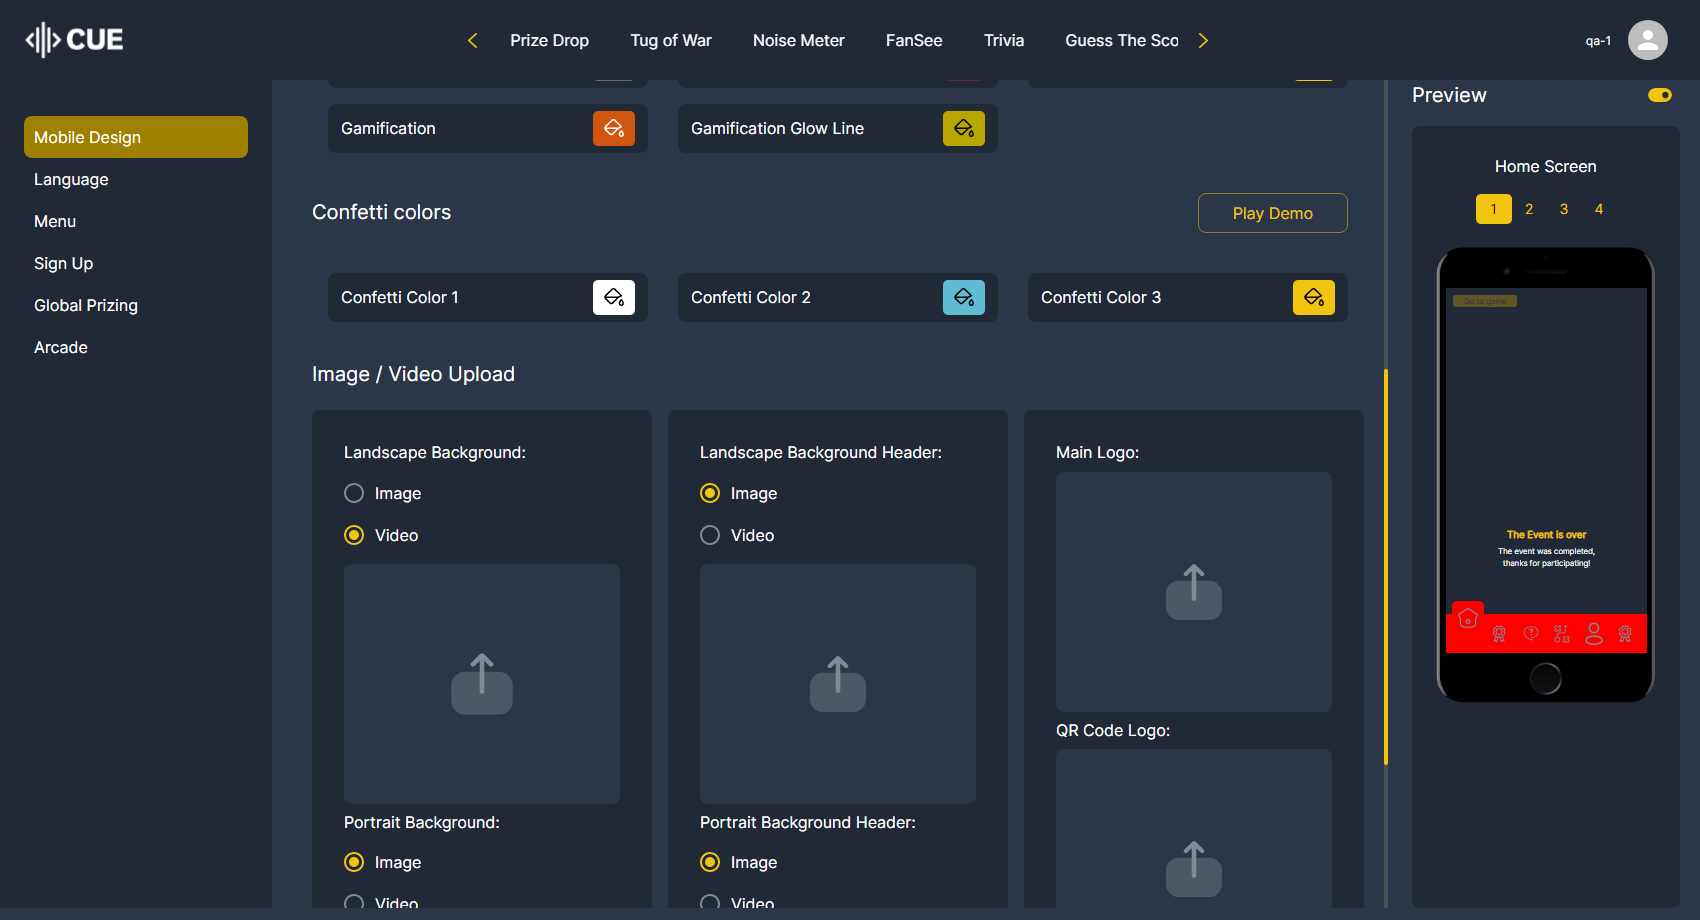 CUE
Prize Drop
Tug of War
Noise Meter
FanSee
Trivia
Guess The Sco
qa-1
Mobile Design
Language
Menu
Sign Up
Global Prizing
Arcade
Gamification
Gamification Glow Line
Confetti colors
Play Demo
Confetti Color 1
Confetti Color 2
Confetti Color 3
Image / Video Upload
Landscape Background:
Image
Video
Landscape Background Header:
Image
Video
Main Logo:
QR Code Logo:
Portrait Background:
Image
Video
Portrait Background Header:
Image
Video
Preview
Home Screen
1 2 3 4
Go to game
The Event is over
The event was completed,
thanks for participating!